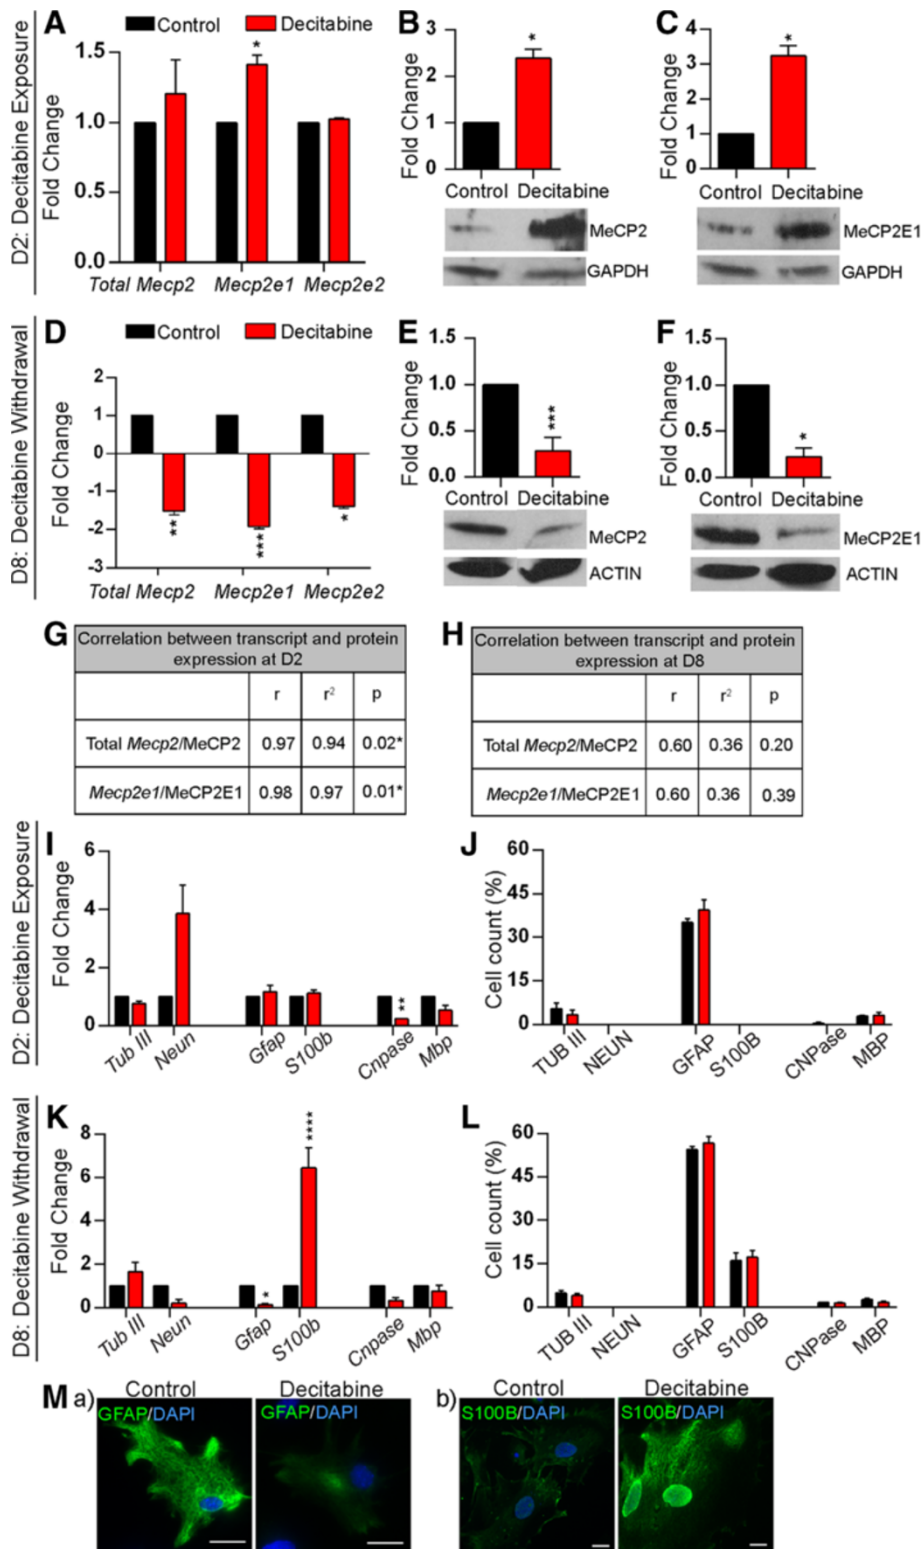 D2: Decitabine Exposure
A
Control Decitabine
Fold Change
1.5
1.0
0.5
0.0
*
Total Mecp2 Mecp2e1 Mecp2e2
B
Fold Change
3
2
1
0
*
Control Decitabine
MeCP2
GAPDH
C
Fold Change
4
3
2
1
0
*
Control Decitabine
MeCP2E1
GAPDH
D8: Decitabine Withdrawal
D
Control Decitabine
Fold Change
2
1
0
-1
-2
-3
**
***
*
Total Mecp2 Mecp2e1 Mecp2e2
E
Fold Change
1.5
1.0
0.5
0.0
***
Control Decitabine
MeCP2
ACTIN
F
Fold Change
1.5
1.0
0.5
0.0
*
Control Decitabine
MeCP2E1
ACTIN
G
Correlation between transcript and protein
expression at D2
r r² p
Total Mecp2/MeCP2 0.97 0.94 0.02*
Mecp2e1/MeCP2E1 0.98 0.97 0.01*
H
Correlation between transcript and protein
expression at D8
r r² p
Total Mecp2/MeCP2 0.60 0.36 0.20
Mecp2e1/MeCP2E1 0.60 0.36 0.39
D2: Decitabine Exposure
I
Fold Change
6
4
2
0
**
Tub III Neun Gfap S100b Cnpase Mbp
J
Cell count (%)
60
45
30
15
0
TUB III NEUN GFAP S100B CNPase MBP
D8: Decitabine Withdrawal
K
Fold Change
8
6
4
2
0
*
****
Tub III Neun Gfap S100b Cnpase Mbp
L
Cell count (%)
60
45
30
15
0
TUB III NEUN GFAP S100B CNPase MBP
M
a) Control Decitabine
GFAP/DAPI GFAP/DAPI
b) Control Decitabine
S100B/DAPI S100B/DAPI